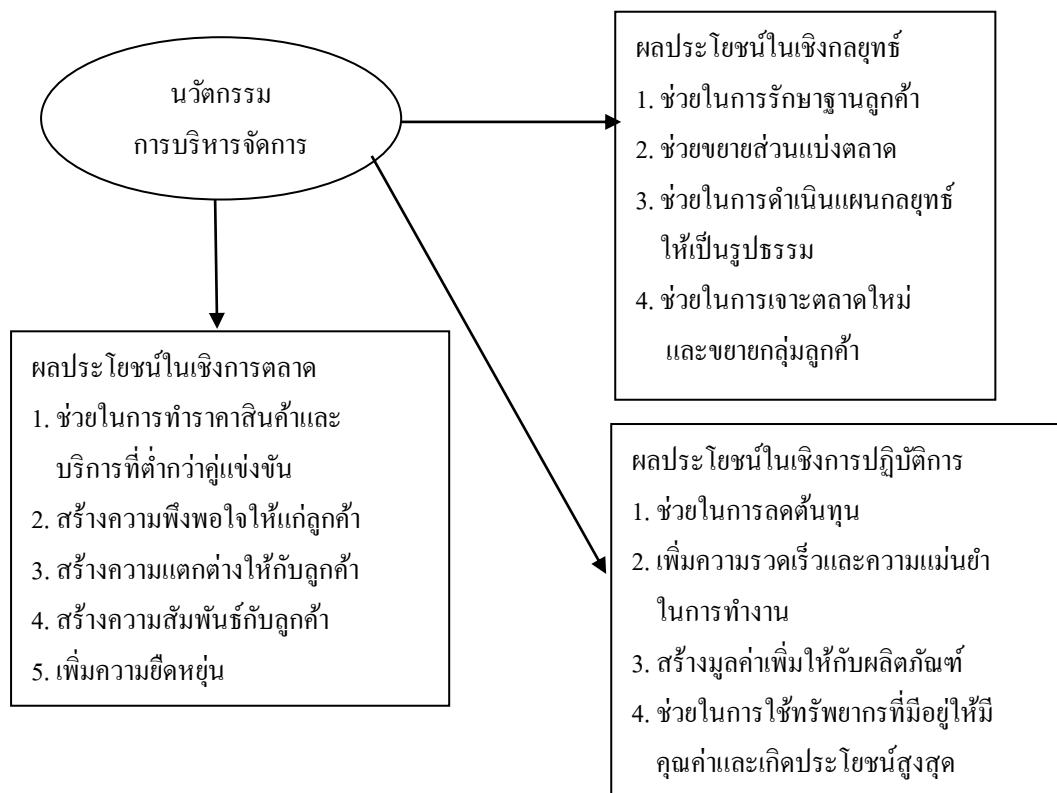 นวัตกรรม
การบริหารจัดการ
ผลประโยชน์ในเชิงกลยุทธ์
1. ช่วยในการรักษาฐานลูกค้า
2. ช่วยขยายส่วนแบ่งตลาด
3. ช่วยในการดำเนินแผนกลยุทธ์
ให้เป็นรูปธรรม
4. ช่วยในการเจาะตลาดใหม่
และขยายกลุ่มลูกค้า
ผลประโยชน์ในเชิงการตลาด
1. ช่วยในการทำราคาสินค้าและ
บริการที่ต่ำกว่าคู่แข่งขัน
2. สร้างความพึงพอใจให้แก่ลูกค้า
3. สร้างความแตกต่างให้กับลูกค้า
4. สร้างความสัมพันธ์กับลูกค้า
5. เพิ่มความยืดหยุ่น
ผลประโยชน์ในเชิงการปฏิบัติการ
1. ช่วยในการลดต้นทุน
2. เพิ่มความรวดเร็วและความแม่นยำ
ในการทำงาน
3. สร้างมูลค่าเพิ่มให้กับผลิตภัณฑ์
4. ช่วยในการใช้ทรัพยากรที่มีอยู่ให้มี
คุณค่าและเกิดประโยชน์สูงสุด